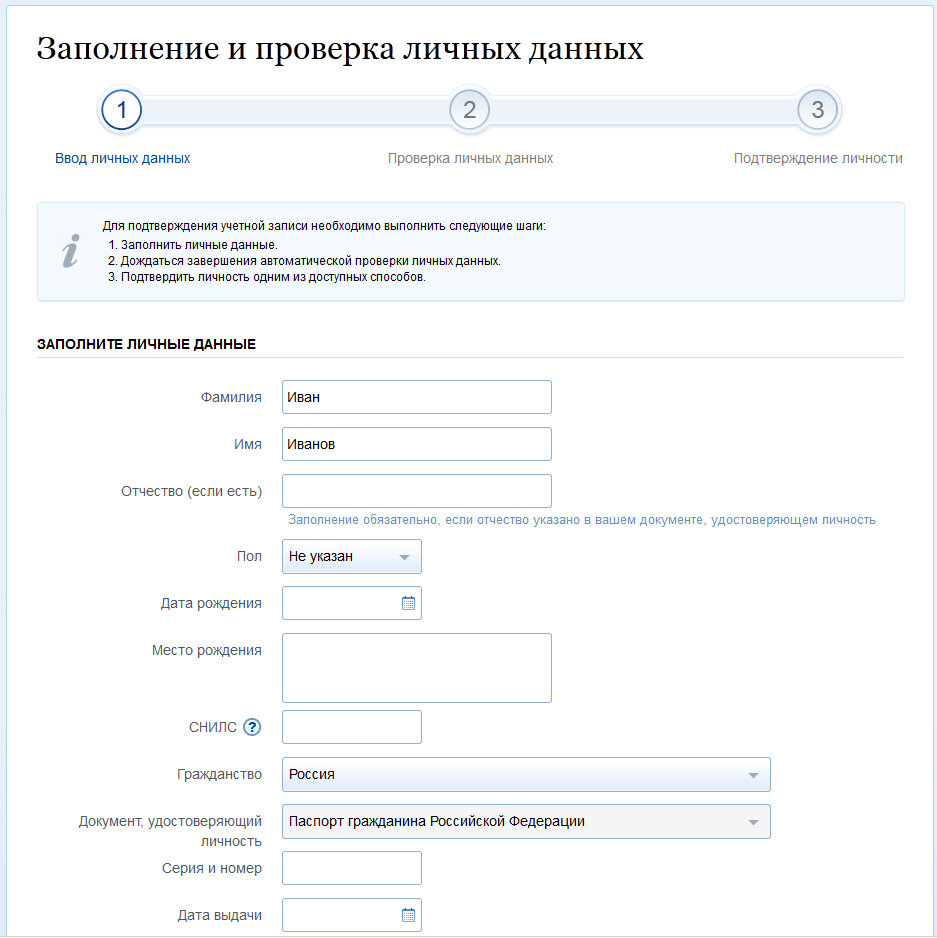 Заполнение и проверка личных данных
1 2 3
Ввод личных данных Проверка личных данных Подтверждение личности
Для подтверждения учетной записи необходимо выполнить следующие шаги:
1. Заполнить личные данные.
2. Дождаться завершения автоматической проверки личных данных.
3. Подтвердить личность одним из доступных способов.
ЗАПОЛНИТЕ ЛИЧНЫЕ ДАННЫЕ
Фамилия Иван
Имя Иванов
Отчество (если есть)
Заполнение обязательно, если отчество указано в вашем документе, удостоверяющем личность
Пол Не указан
Дата рождения
Место рождения
СНИЛС ?
Гражданство Россия
Документ, удостоверяющий Паспорт гражданина Российской Федерации
личность
Серия и номер
Дата выдачи